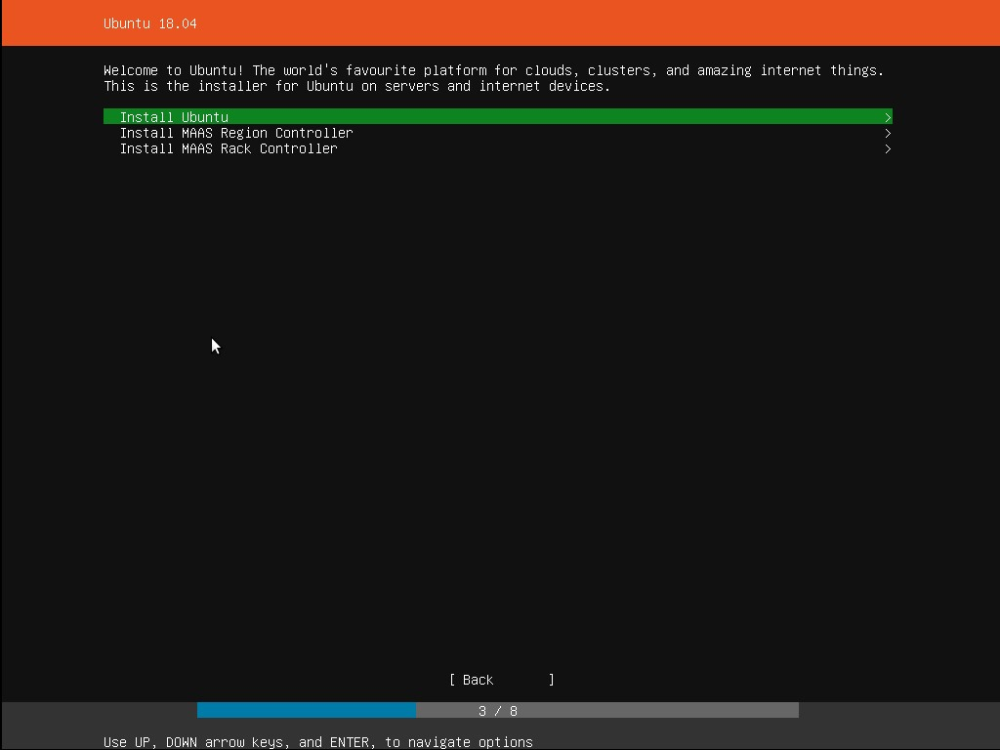 Ubuntu 18.04
Welcome to Ubuntu! The world's favourite platform for clouds, clusters, and amazing internet things.
This is the installer for Ubuntu on servers and internet devices.
Install Ubuntu >
Install MAAS Region Controller >
Install MAAS Rack Controller >
[ Back ]
3 / 8
Use UP, DOWN arrow keys, and ENTER, to navigate options